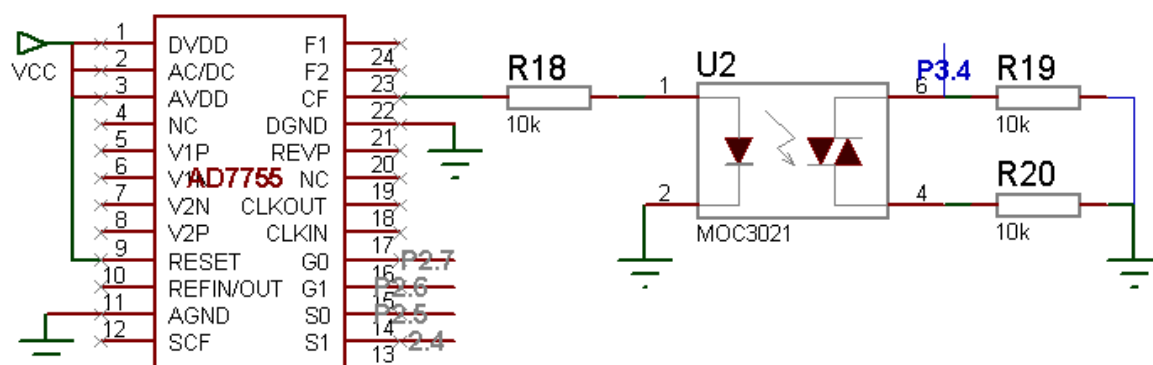 VCC
1 DVDD F1 24
2 AC/DC F2 23
3 AVDD CF 22
4 NC DGND 21
5 V1P REVP 20
6 V1N NC 19
AD7755
7 V2N CLKOUT 18
8 V2P CLKIN 17
9 RESET G0 16 P2.7
10 REFIN/OUT G1 15 P2.6
11 AGND S0 14 P2.5
12 SCF S1 13 2.4
R18
10k
U2
1 6
2 4
MOC3021
P3.4
R19
10k
R20
10k